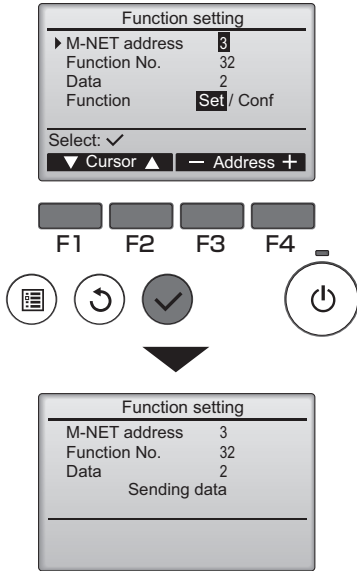 Function setting
M-NET address 3
Function No. 32
Data 2
Function Set / Conf
Select: ✓
▼ Cursor ▲ － Address ＋
F1 F2 F3 F4
Function setting
M-NET address 3
Function No. 32
Data 2
Sending data